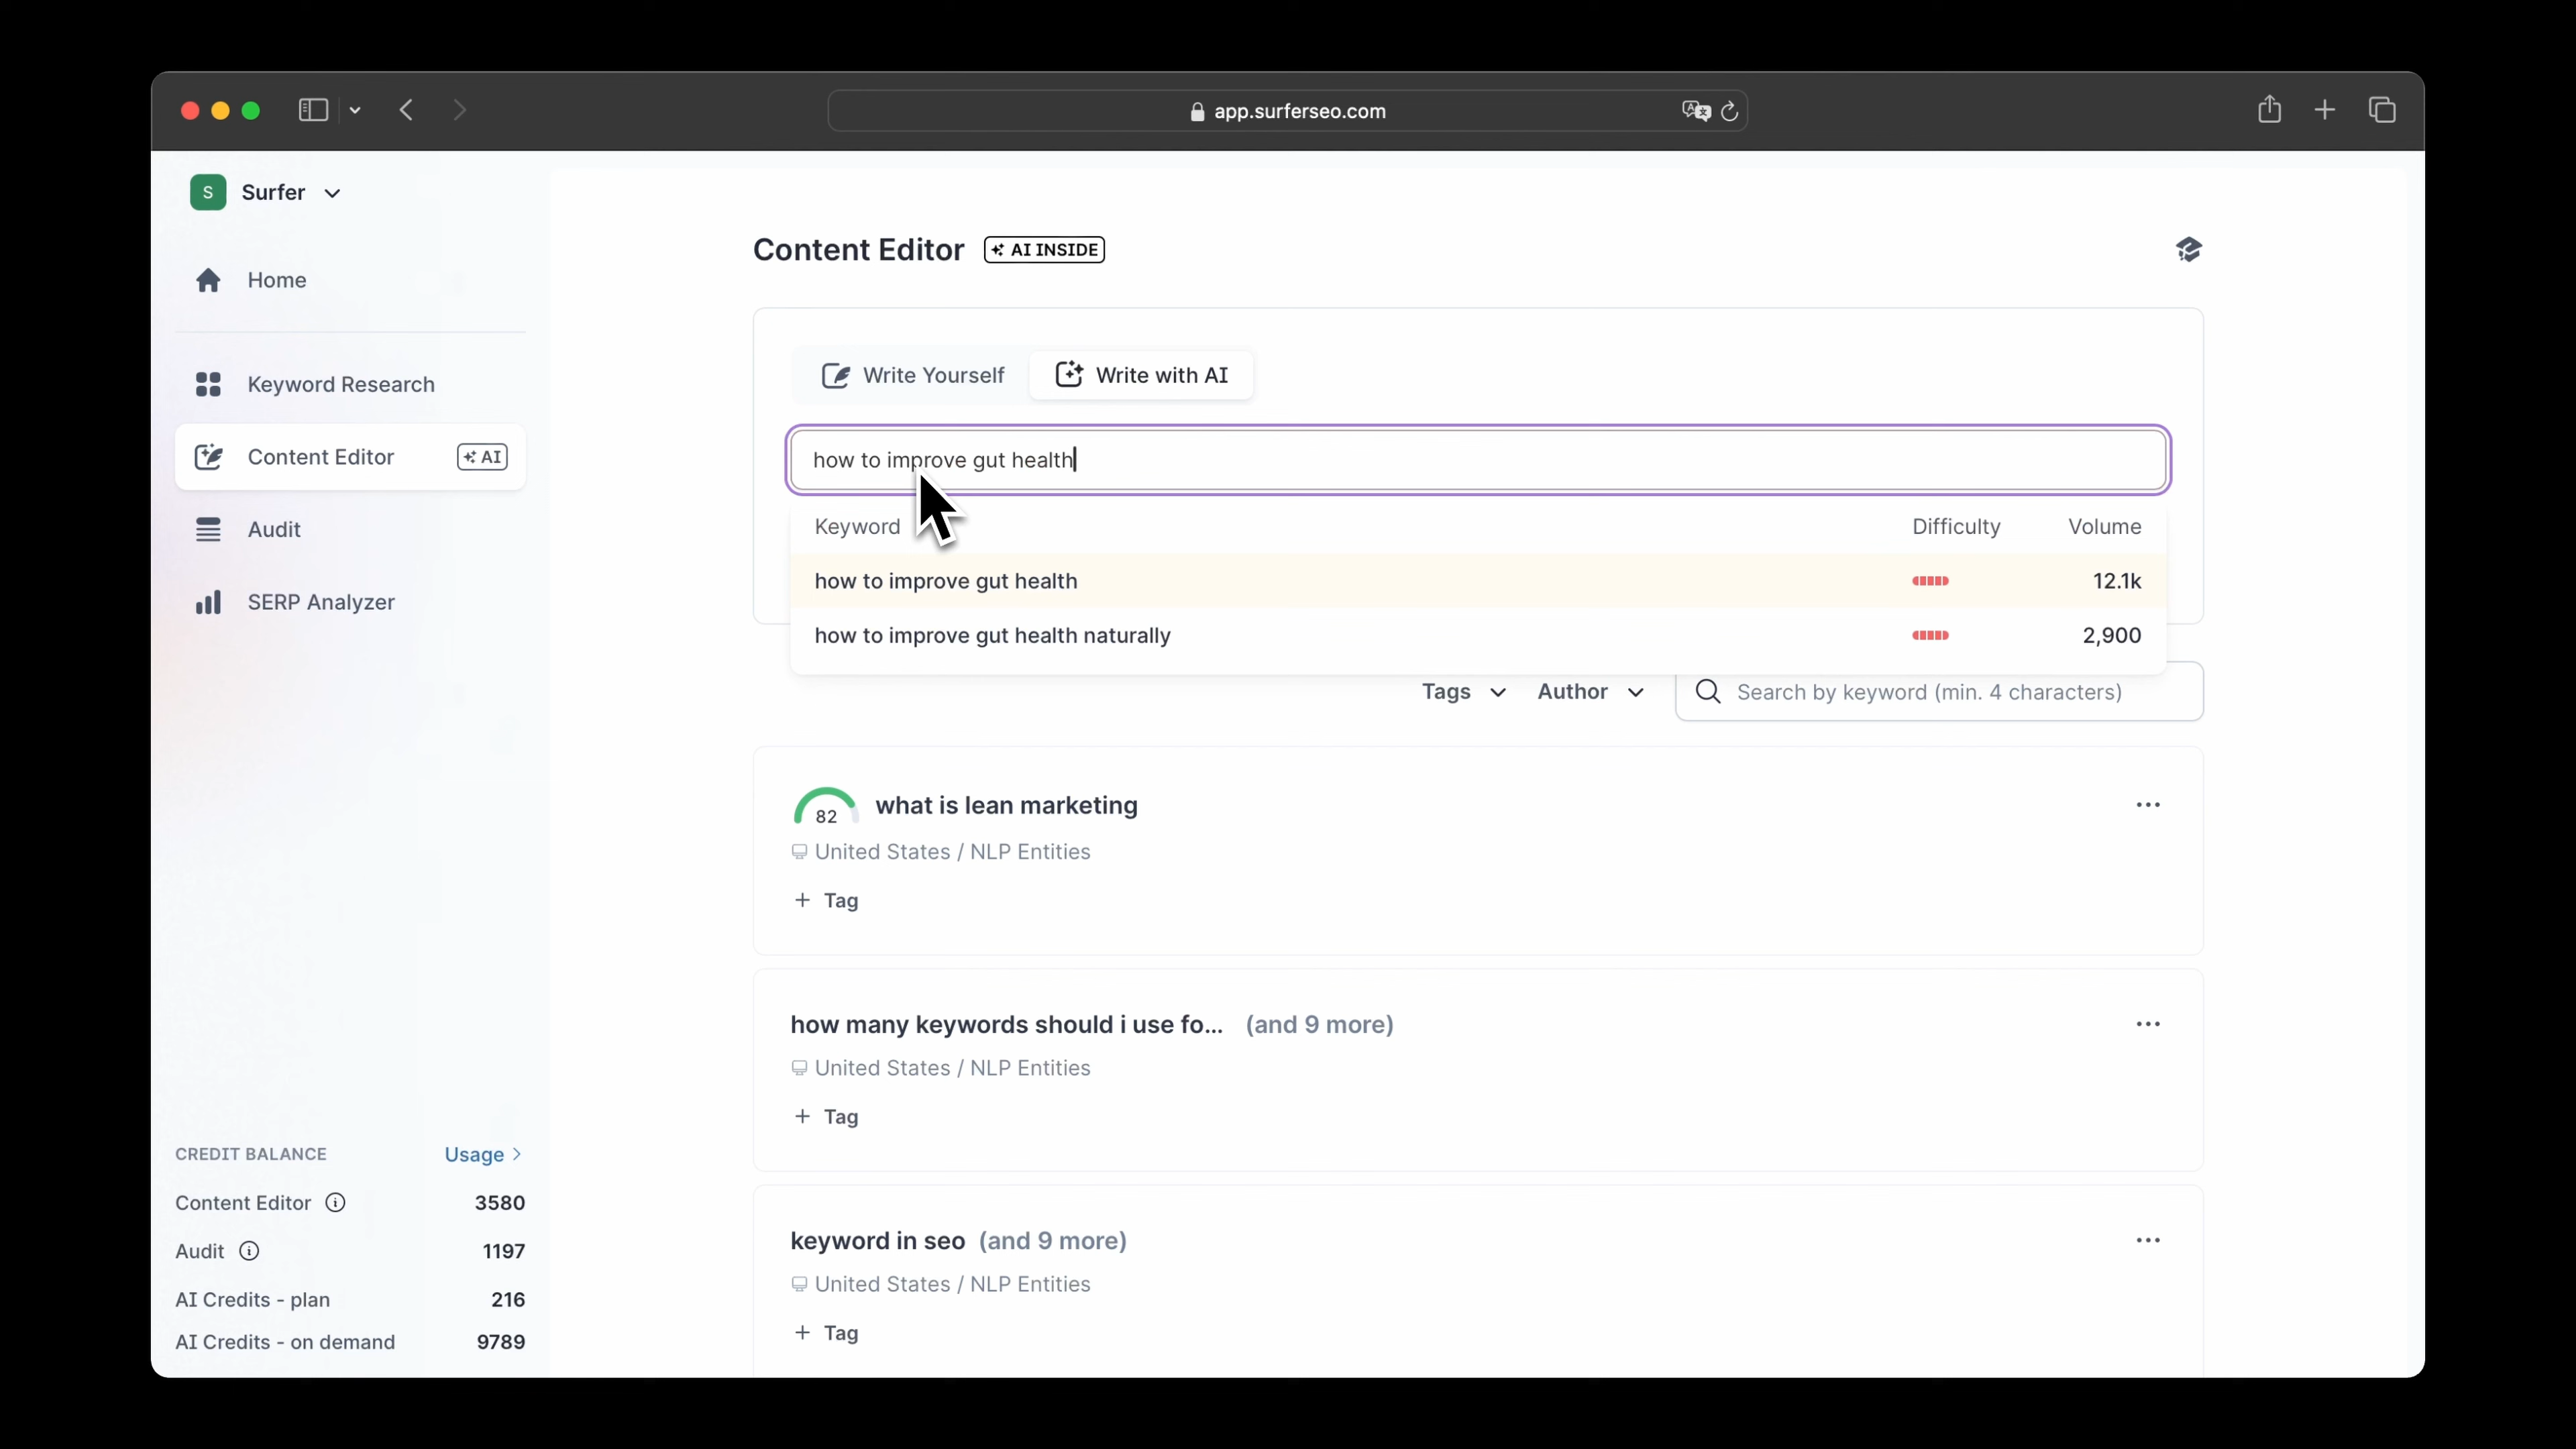 app.surferseo.com
S Surfer
Home
Keyword Research
Content Editor AI
Audit
SERP Analyzer
CREDIT BALANCE Usage
Content Editor 3580
Audit 1197
AI Credits - plan 216
AI Credits - on demand 9789
Content Editor AI INSIDE
Write Yourself Write with AI
how to improve gut health
Keyword Difficulty Volume
how to improve gut health 12.1k
how to improve gut health naturally 2,900
Tags Author Search by keyword (min. 4 characters)
82 what is lean marketing
United States / NLP Entities
+ Tag
how many keywords should i use fo... (and 9 more)
United States / NLP Entities
+ Tag
keyword in seo (and 9 more)
United States / NLP Entities
+ Tag